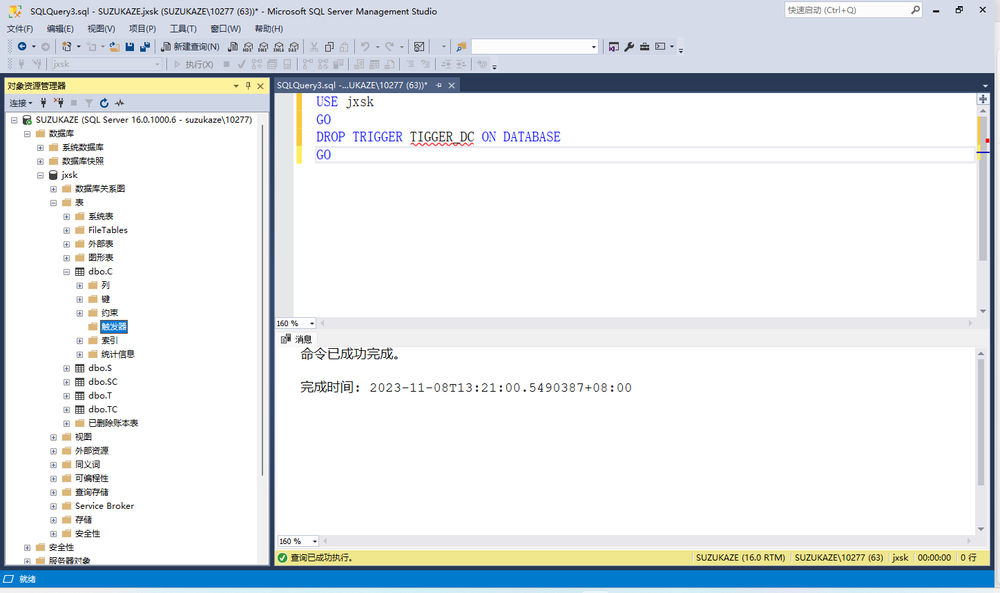 SQLQuery3.sql - SUZUKAZE.jxsk (SUZUKAZE\10277 (63))* - Microsoft SQL Server Management Studio
快速启动 (Ctrl+Q)
文件(F) 编辑(E) 视图(V) 项目(P) 工具(T) 窗口(W) 帮助(H)
新建查询(N) MDX DMX XMLA DAX
jxsk 执行(X)
对象资源管理器
连接
SUZUKAZE (SQL Server 16.0.1000.6 - suzukaze\10277)
数据库
系统数据库
数据库快照
jxsk
数据库关系图
表
系统表
FileTables
外部表
图形表
dbo.C
列
键
约束
触发器
索引
统计信息
dbo.S
dbo.SC
dbo.T
dbo.TC
已删除账本表
视图
外部资源
同义词
可编程性
查询存储
Service Broker
存储
安全性
安全性
服务器对象
SQLQuery3.sql -...UKAZE\10277 (63))*
USE jxsk
GO
DROP TRIGGER TIGGER_DC ON DATABASE
GO
160 %
消息
命令已成功完成。
完成时间: 2023-11-08T13:21:00.5490387+08:00
160 %
查询已成功执行。 SUZUKAZE (16.0 RTM) SUZUKAZE\10277 (63) jxsk 00:00:00 0 行
就绪